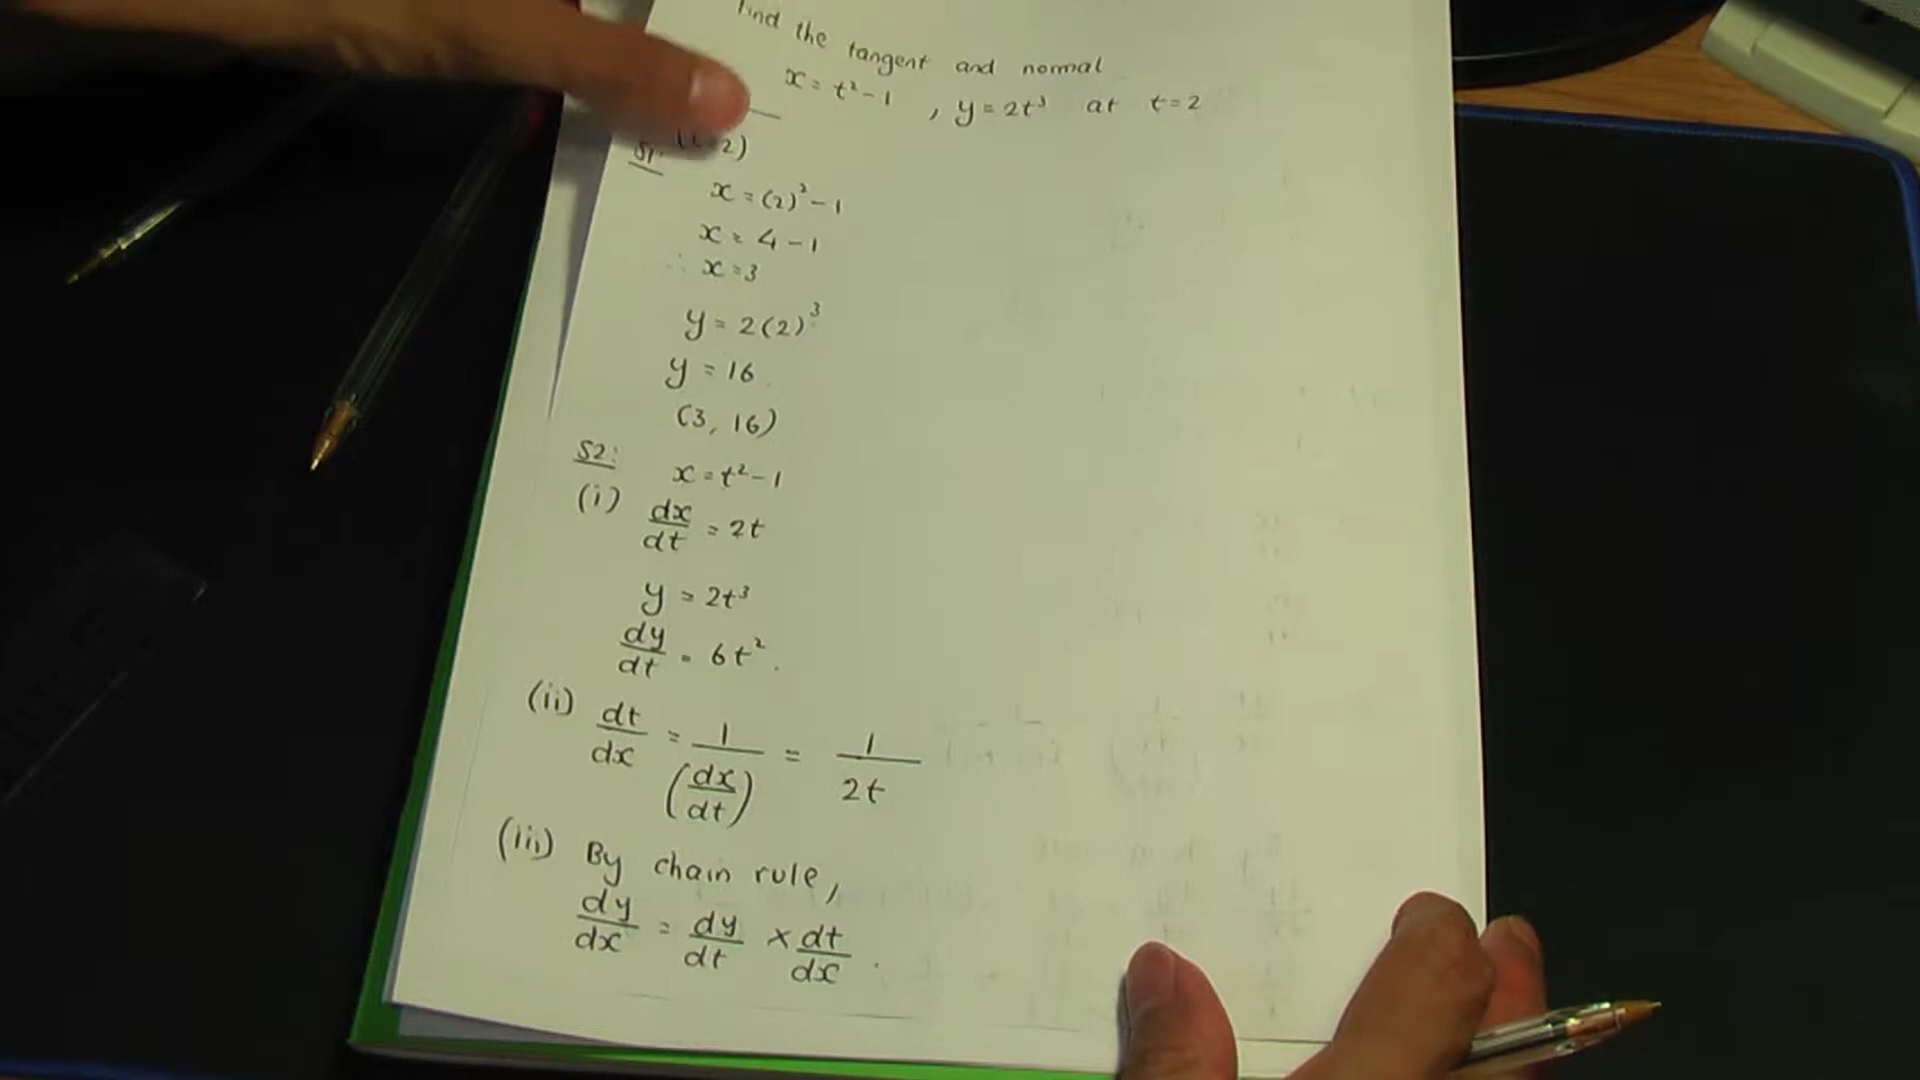 Find the tangent and normal
x = t² - 1 , y = 2t³ at t = 2
S1: 2)
x = (2)² - 1
x = 4 - 1
∴ x = 3
y = 2(2)³
y = 16
(3, 16)
S2: x = t² - 1
(i) dx/dt = 2t
y = 2t³
dy/dt = 6t².
(ii) dt/dx = 1/(dx/dt) = 1/2t
(iii) By chain rule,
dy/dx = dy/dt × dt/dx .